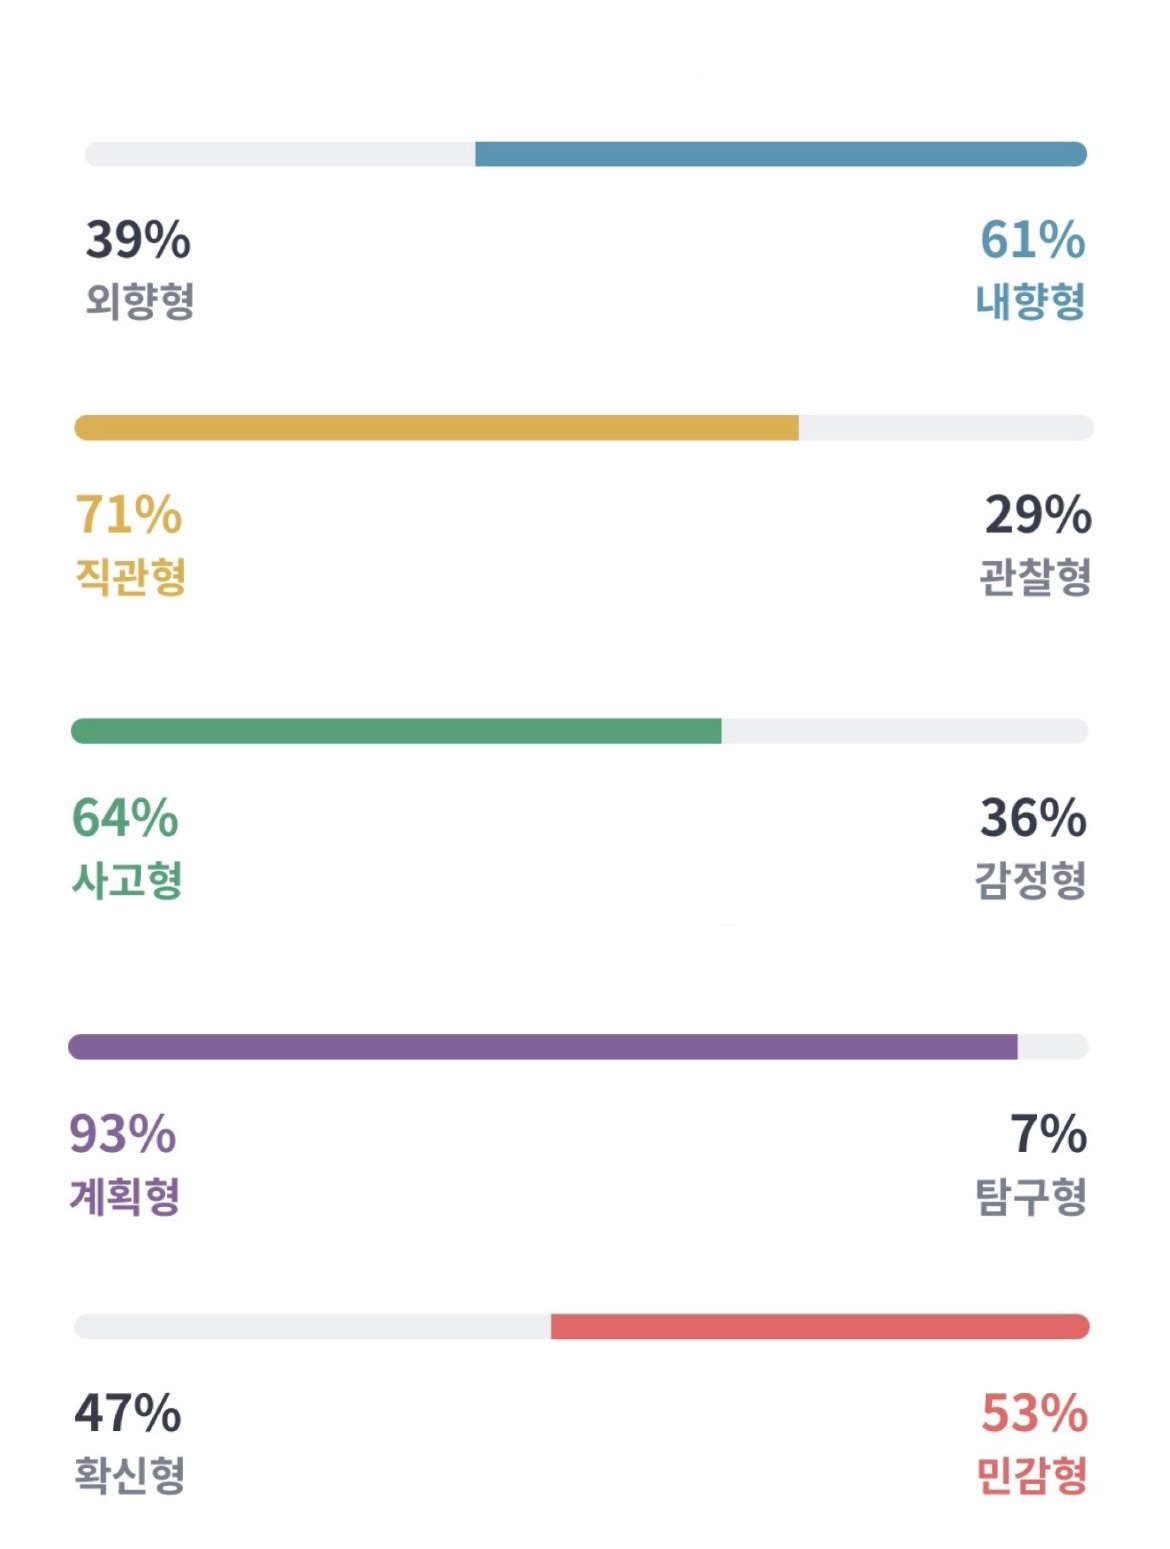 39% 61%
외향형 내향형
71% 29%
직관형 관찰형
64% 36%
사고형 감정형
93% 7%
계획형 탐구형
47% 53%
확신형 민감형